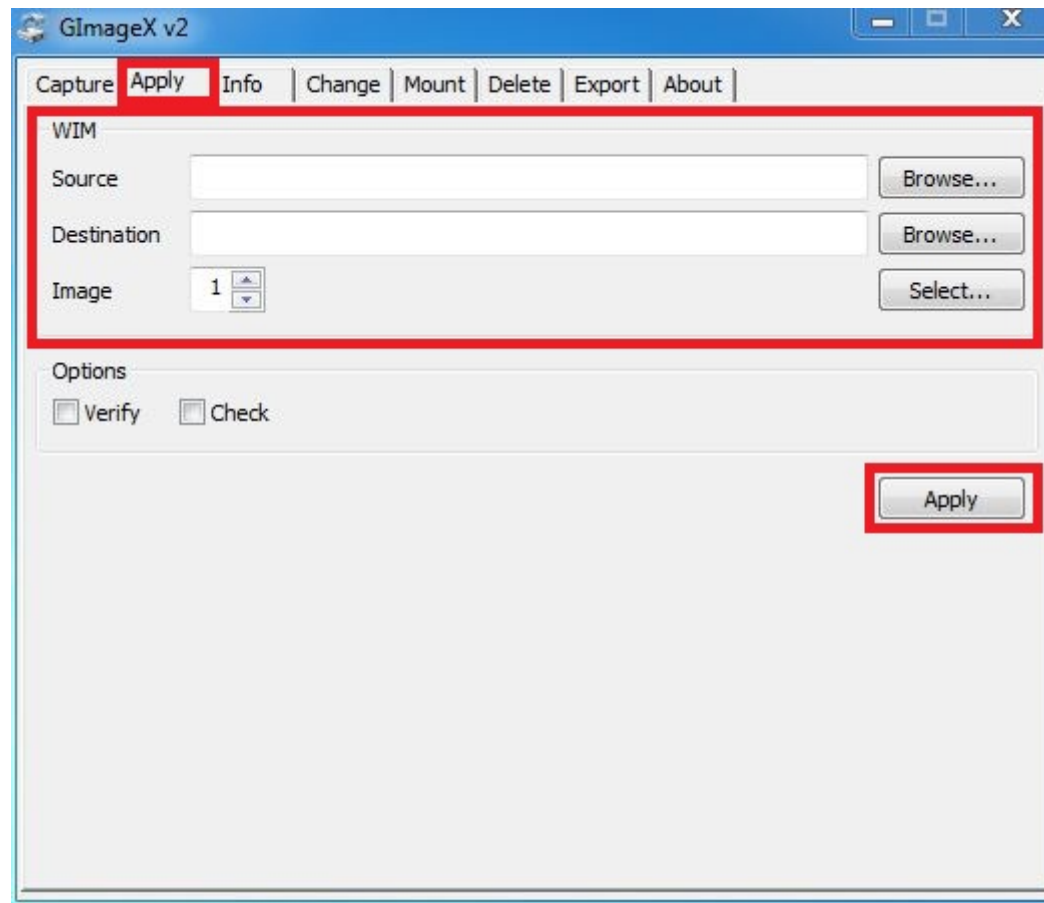 GImageX v2
Capture Apply Info Change Mount Delete Export About
WIM
Source Browse...
Destination Browse...
Image 1 Select...
Options
Verify Check
Apply